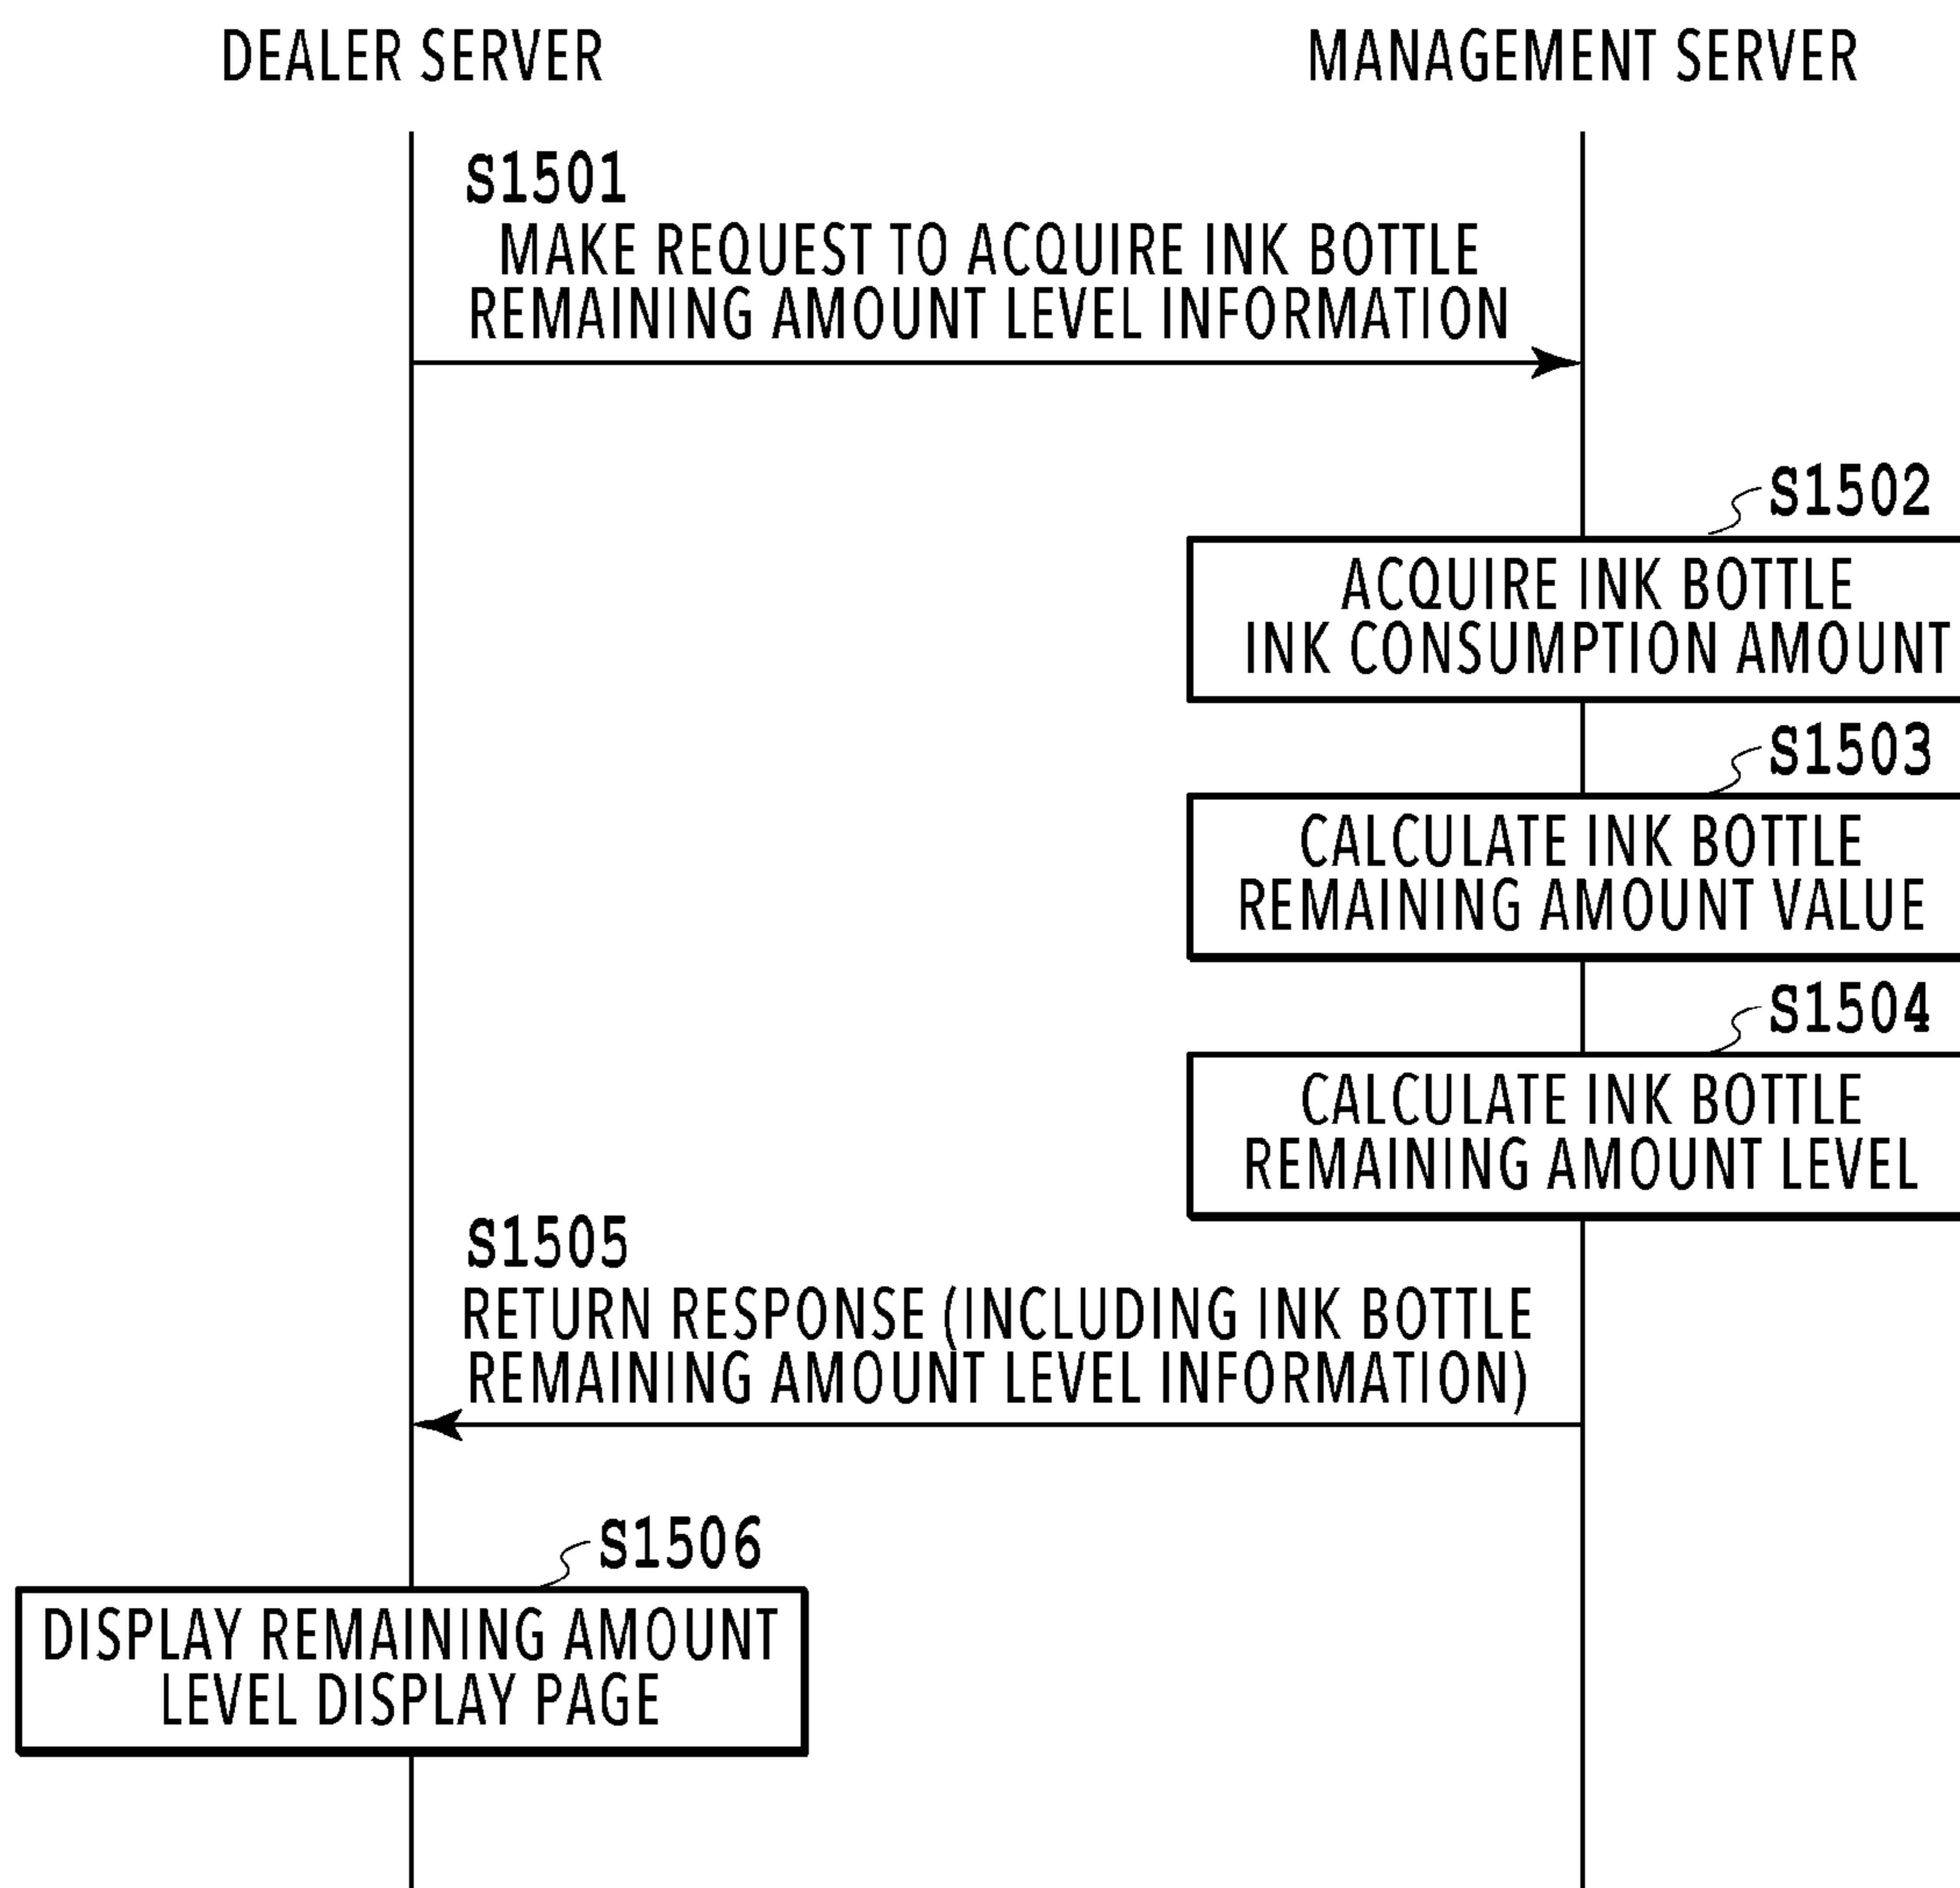 DEALER SERVER
MANAGEMENT SERVER
S1501
MAKE REQUEST TO ACQUIRE INK BOTTLE
REMAINING AMOUNT LEVEL INFORMATION
S1502
ACQUIRE INK BOTTLE
INK CONSUMPTION AMOUNT
S1503
CALCULATE INK BOTTLE
REMAINING AMOUNT VALUE
S1504
CALCULATE INK BOTTLE
REMAINING AMOUNT LEVEL
S1505
RETURN RESPONSE (INCLUDING INK BOTTLE
REMAINING AMOUNT LEVEL INFORMATION)
S1506
DISPLAY REMAINING AMOUNT
LEVEL DISPLAY PAGE